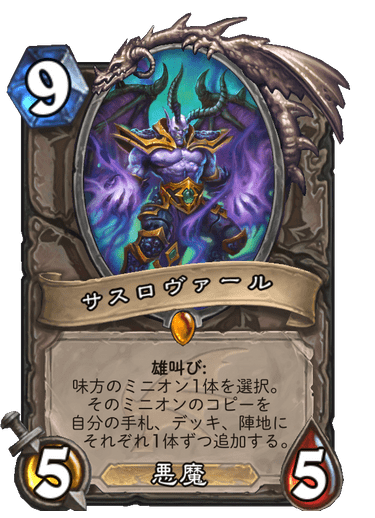 9
サスロヴァール
雄叫び:
味方のミニオン1体を選択。
そのミニオンのコピーを
自分の手札、デッキ、陣地に
それぞれ1体ずつ追加する。
5
悪魔
5